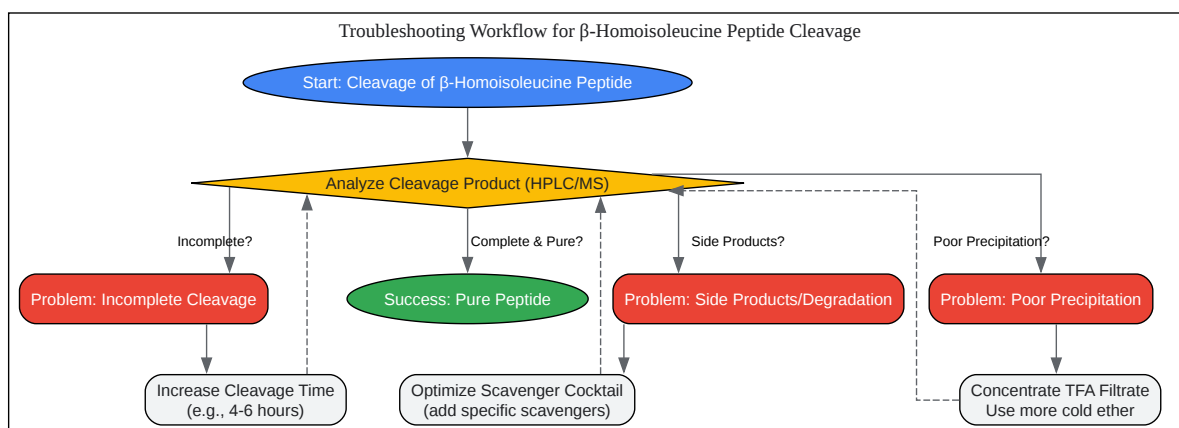 Troubleshooting Workflow for β-Homoisoleucine Peptide Cleavage
Start: Cleavage of β-Homoisoleucine Peptide
Analyze Cleavage Product (HPLC/MS)
Incomplete?
Complete & Pure?
Side Products?
Poor Precipitation?
Problem: Incomplete Cleavage
Success: Pure Peptide
Problem: Side Products/Degradation
Problem: Poor Precipitation
Increase Cleavage Time
(e.g., 4-6 hours)
Optimize Scavenger Cocktail
(add specific scavengers)
Concentrate TFA Filtrate
Use more cold ether